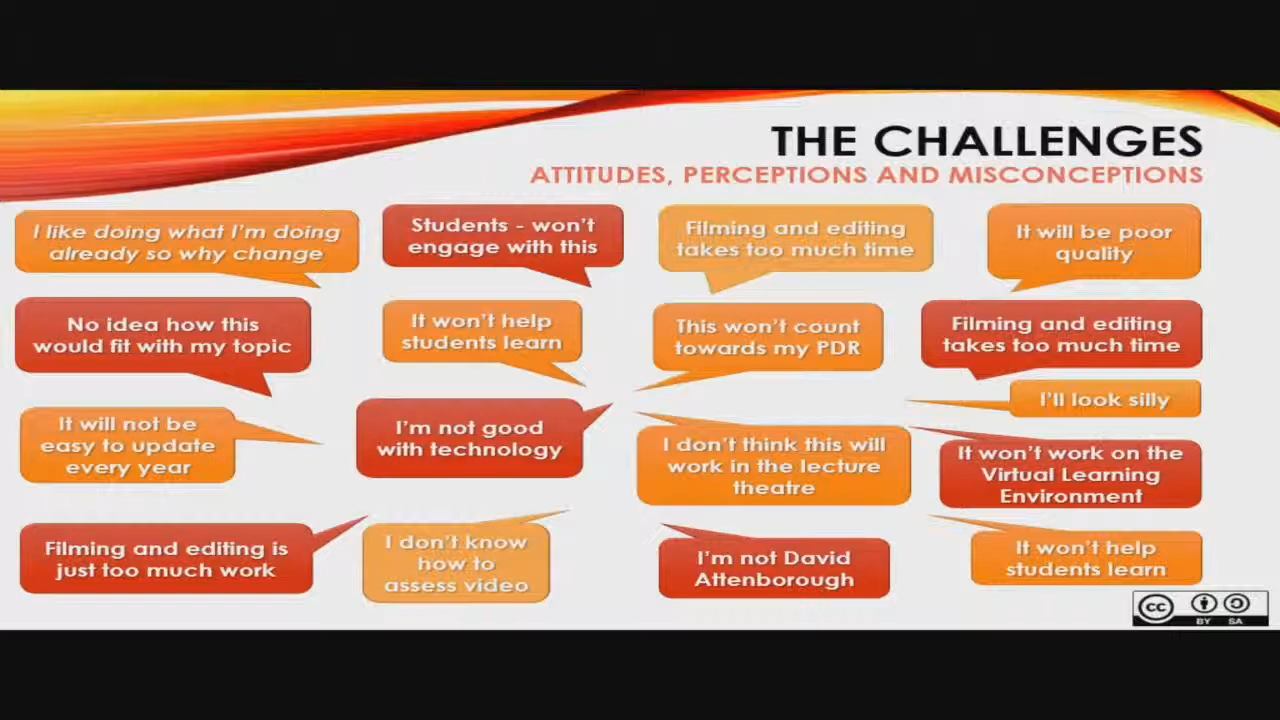 THE CHALLENGES
ATTITUDES, PERCEPTIONS AND MISCONCEPTIONS
I like doing what I'm doing
already so why change
Students - won't
engage with this
Filming and editing
takes too much time
It will be poor
quality
No idea how this
would fit with my topic
It won't help
students learn
This won't count
towards my PDR
Filming and editing
takes too much time
I'll look silly
It will not be
easy to update
every year
I'm not good
with technology
I don't think this will
work in the lecture
theatre
It won't work on the
Virtual Learning
Environment
Filming and editing is
just too much work
I don't know
how to
assess video
I'm not David
Attenborough
It won't help
students learn
cc
BY SA